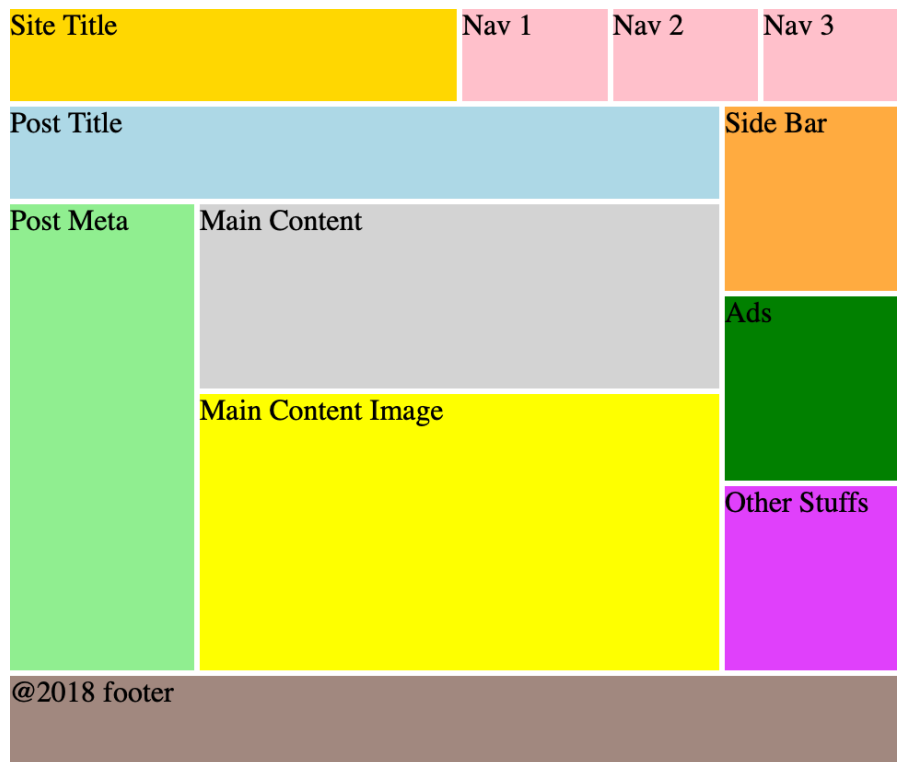 Site Title
Nav 1
Nav 2
Nav 3
Post Title
Side Bar
Post Meta
Main Content
Ads
Main Content Image
Other Stuffs
@2018 footer